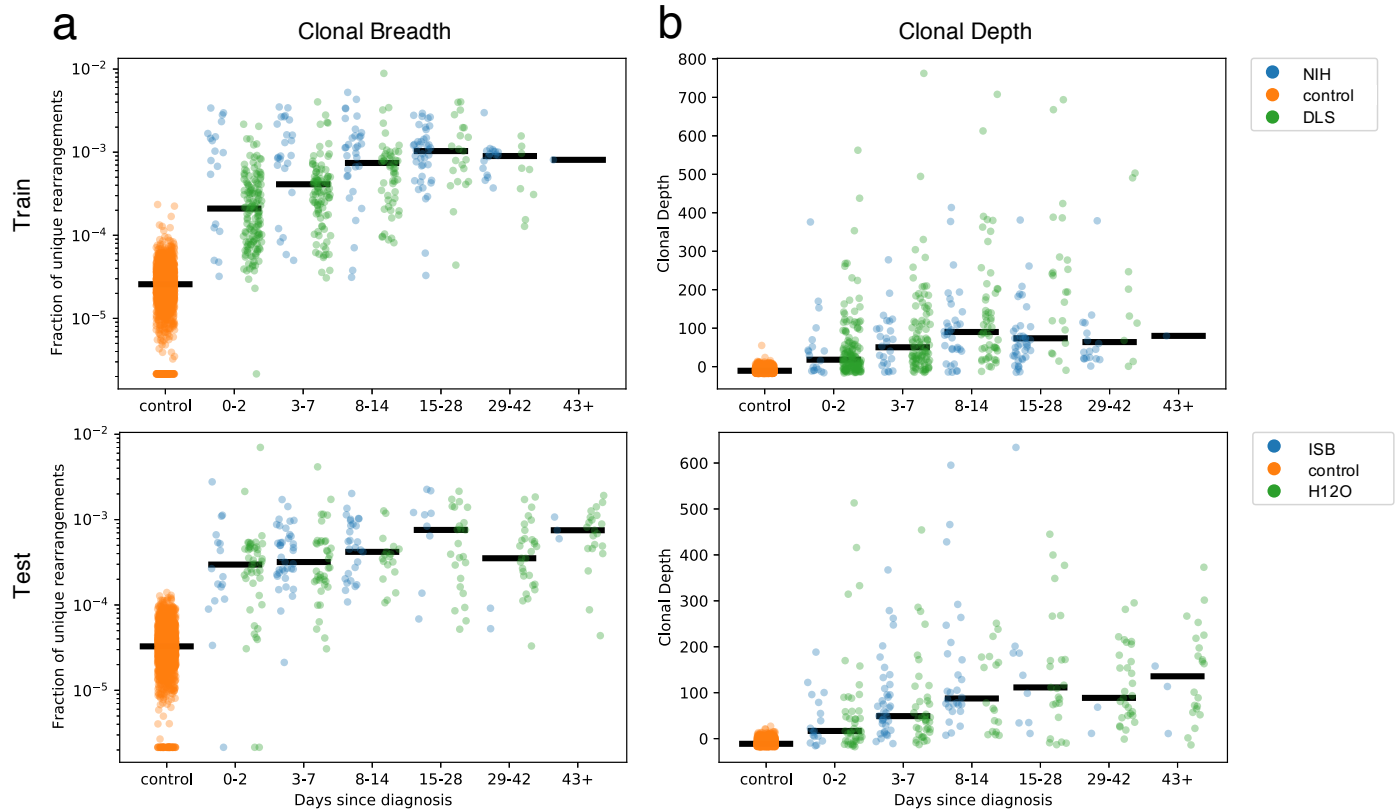 a
Clonal Breadth
b
Clonal Depth
Train
Fraction of unique rearrangements
10⁻²
10⁻³
10⁻⁴
10⁻⁵
control
0-2
3-7
8-14
15-28
29-42
43+
Clonal Depth
800
700
600
500
400
300
200
100
0
control
0-2
3-7
8-14
15-28
29-42
43+
NIH
control
DLS
Test
Fraction of unique rearrangements
10⁻²
10⁻³
10⁻⁴
10⁻⁵
control
0-2
3-7
8-14
15-28
29-42
43+
Days since diagnosis
Clonal Depth
600
500
400
300
200
100
0
control
0-2
3-7
8-14
15-28
29-42
43+
Days since diagnosis
ISB
control
H12O